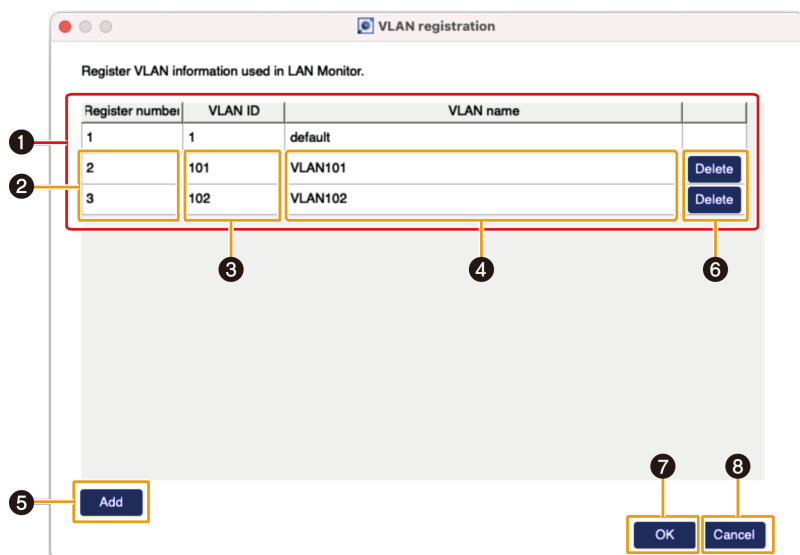 VLAN registration
Register VLAN information used in LAN Monitor.
Register number VLAN ID VLAN name
1 1 1 default
2 2 101 VLAN101 Delete
3 102 VLAN102 Delete
3 4 6
7 8
5 Add
OK Cancel